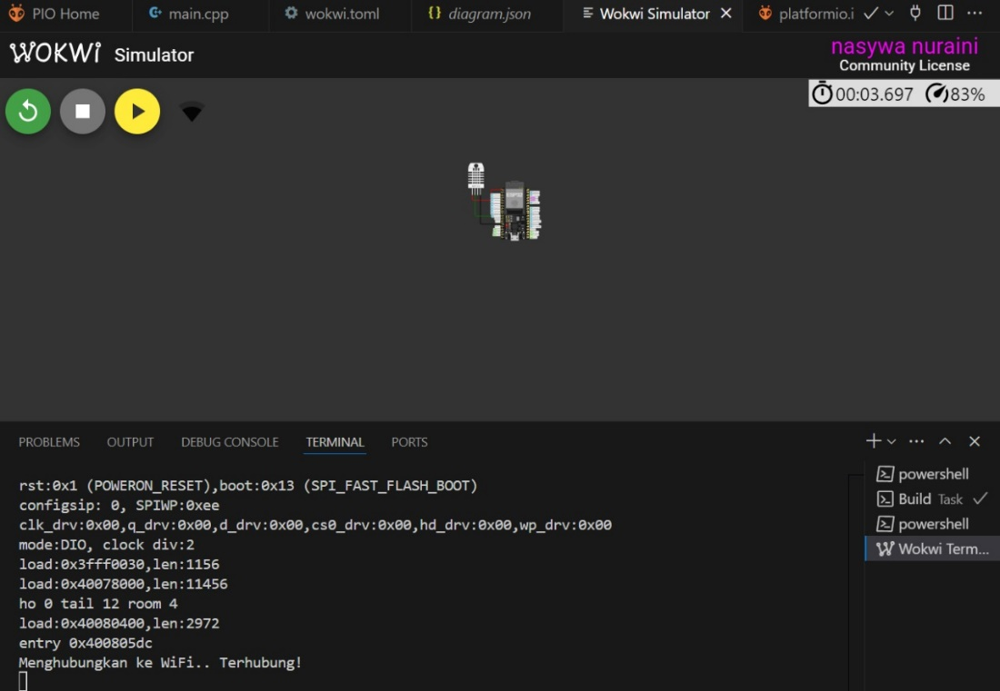 PIO Home
main.cpp
wokwi.toml
{} diagram.json
Wokwi Simulator
platformio.i
WOKWi Simulator
nasywa nuraini
Community License
00:03.697 83%
PROBLEMS OUTPUT DEBUG CONSOLE TERMINAL PORTS
rst:0x1 (POWERON_RESET),boot:0x13 (SPI_FAST_FLASH_BOOT)
configsip: 0, SPIWP:0xee
clk_drv:0x00,q_drv:0x00,d_drv:0x00,cs0_drv:0x00,hd_drv:0x00,wp_drv:0x00
mode:DIO, clock div:2
load:0x3fff0030,len:1156
load:0x40078000,len:11456
ho 0 tail 12 room 4
load:0x40080400,len:2972
entry 0x400805dc
Menghubungkan ke WiFi.. Terhubung!
powershell
Build Task
powershell
Wokwi Term...